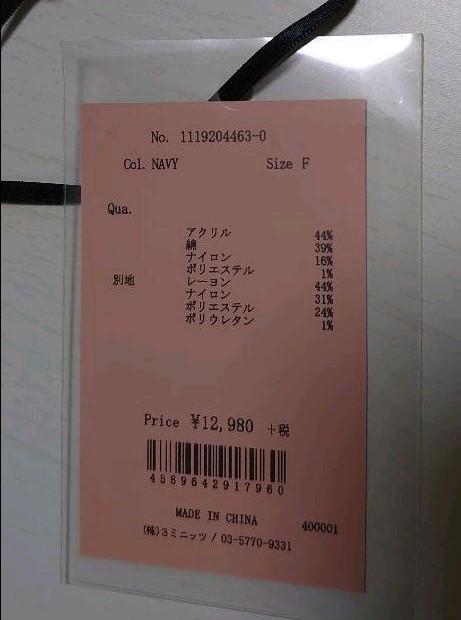 No. 1119204463-0
Col. NAVY Size F
Qua.
アクリル 44%
綿 39%
ナイロン 16%
ポリエステル 1%
別地 レーヨン 44%
ナイロン 31%
ポリエステル 24%
ポリウレタン 1%
Price ¥12,980 +税
4589642917960
MADE IN CHINA 400001
(株)3ミニッツ / 03-5770-9331